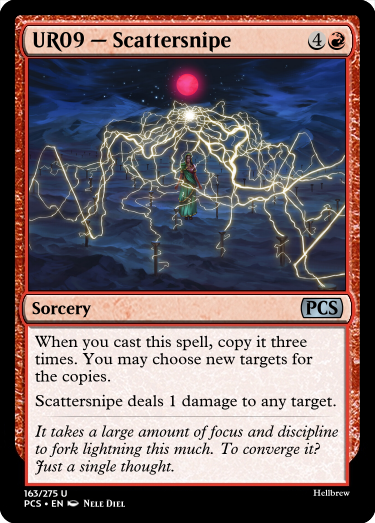 UR09 — Scattersnipe 4
Sorcery PCS
When you cast this spell, copy it three
times. You may choose new targets for
the copies.
Scattersnipe deals 1 damage to any target.
It takes a large amount of focus and discipline
to fork lightning this much. To converge it?
Just a single thought.
163/275 U Hellbrew
PCS • EN Nele Diel